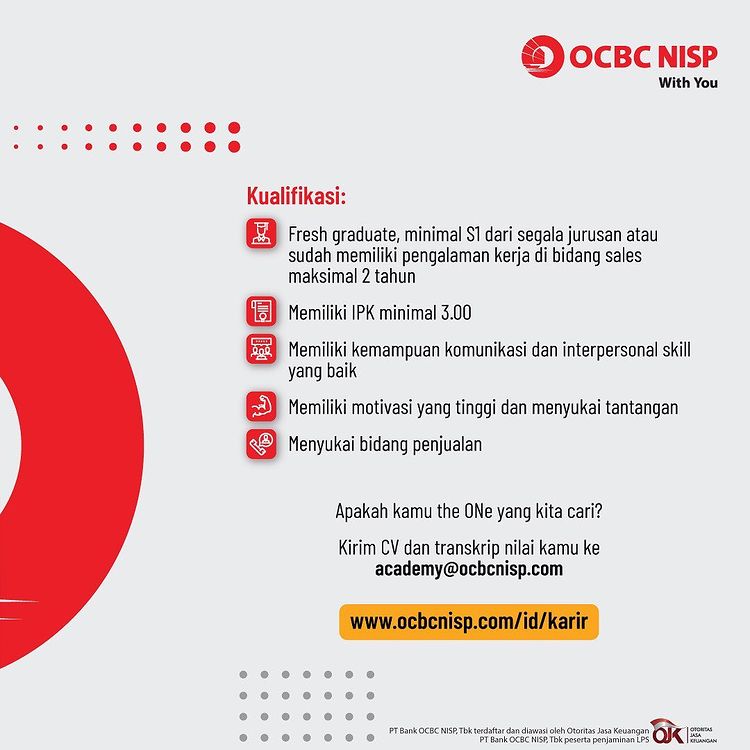 OCBC NISP
With You
Kualifikasi:
Fresh graduate, minimal S1 dari segala jurusan atau
sudah memiliki pengalaman kerja di bidang sales
maksimal 2 tahun
Memiliki IPK minimal 3.00
Memiliki kemampuan komunikasi dan interpersonal skill
yang baik
Memiliki motivasi yang tinggi dan menyukai tantangan
Menyukai bidang penjualan
Apakah kamu the ONe yang kita cari?
Kirim CV dan transkrip nilai kamu ke
academy@ocbcnisp.com
www.ocbcnisp.com/id/karir
PT Bank OCBC NISP, Tbk terdaftar dan diawasi oleh Otoritas Jasa Keuangan
PT Bank OCBC NISP, Tbk peserta penjaminan LPS
OJK
OTORITAS
JASA
KEUANGAN